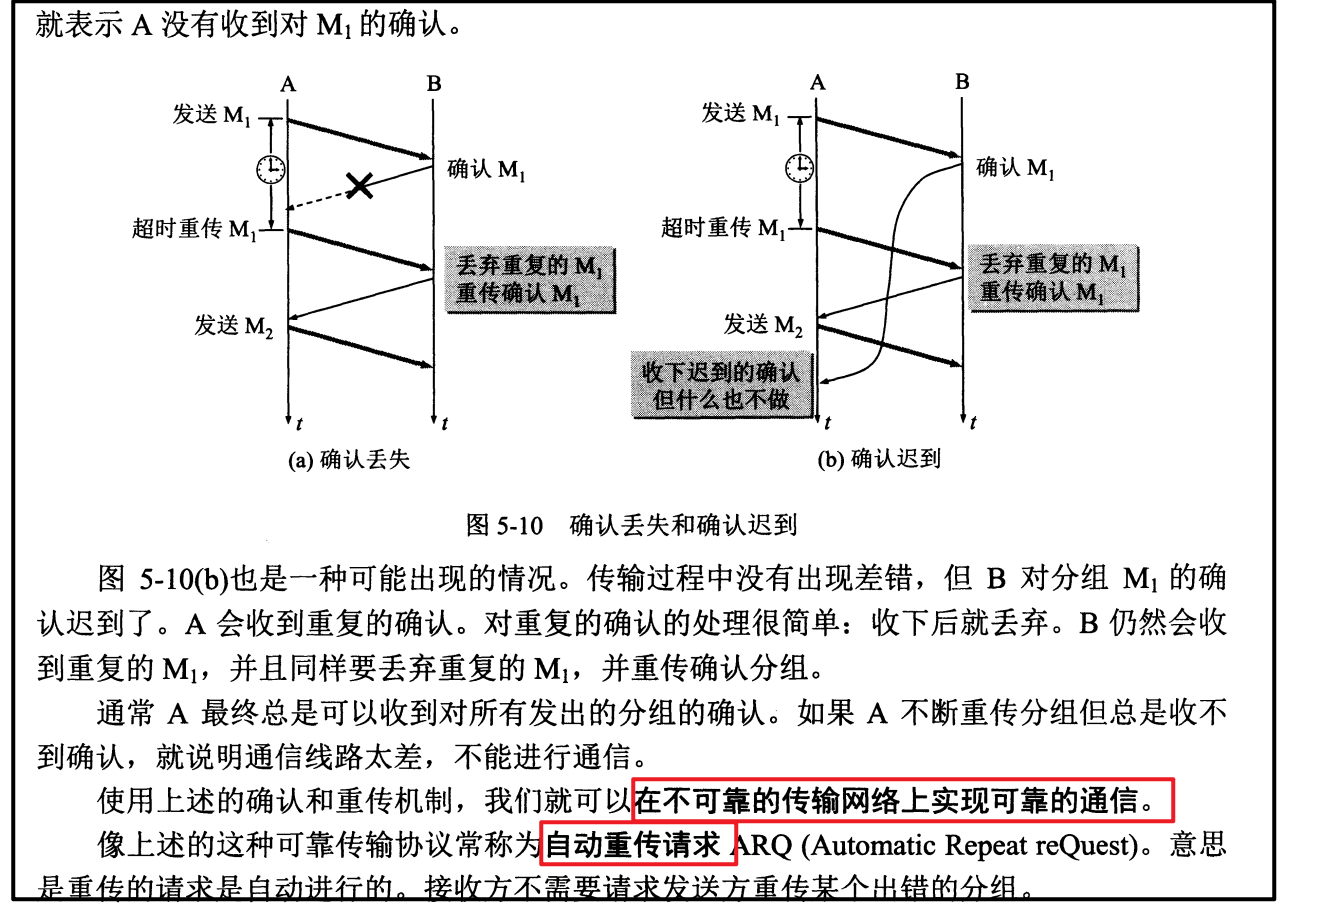 就表示 A 没有收到对 M₁ 的确认。
A
B
发送 M₁
确认 M₁
超时重传 M₁
丢弃重复的 M₁
重传确认 M₁
发送 M₂
t
t
(a) 确认丢失
A
B
发送 M₁
确认 M₁
超时重传 M₁
丢弃重复的 M₁
重传确认 M₁
发送 M₂
收下迟到的确认
但什么也不做
t
t
(b) 确认迟到
图 5-10 确认丢失和确认迟到
图 5-10(b)也是一种可能出现的情况。传输过程中没有出现差错，但 B 对分组 M₁ 的确
认迟到了。A 会收到重复的确认。对重复的确认的处理很简单：收下后就丢弃。B 仍然会收
到重复的 M₁，并且同样要丢弃重复的 M₁，并重传确认分组。
通常 A 最终总是可以收到对所有发出的分组的确认。如果 A 不断重传分组但总是收不
到确认，就说明通信线路太差，不能进行通信。
使用上述的确认和重传机制，我们就可以在不可靠的传输网络上实现可靠的通信。
像上述的这种可靠传输协议常称为自动重传请求 ARQ (Automatic Repeat reQuest)。意思
是重传的请求是自动进行的。接收方不需要请求发送方重传某个出错的分组。